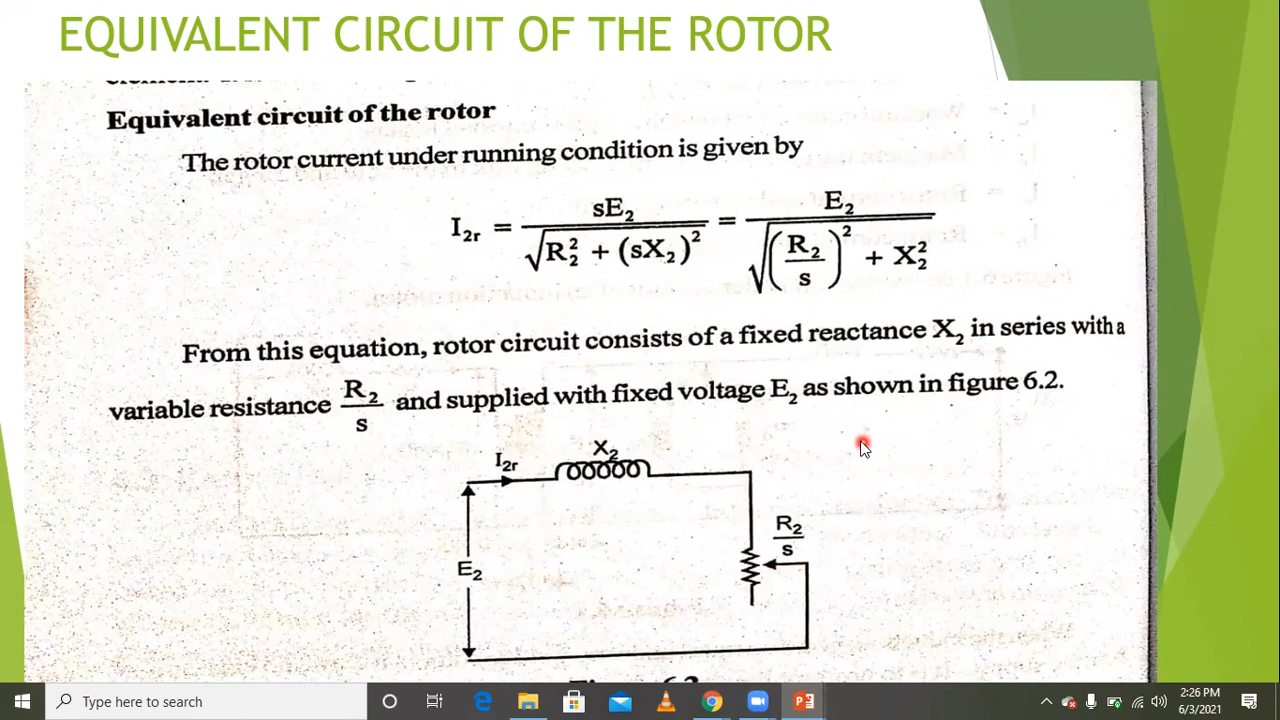 EQUIVALENT CIRCUIT OF THE ROTOR
Equivalent circuit of the rotor
The rotor current under running condition is given by
I₂ᵣ = sE₂ / √(R₂² + (sX₂)²) = E₂ / √((R₂/s)² + X₂²)
From this equation, rotor circuit consists of a fixed reactance X₂ in series with a
variable resistance R₂/s and supplied with fixed voltage E₂ as shown in figure 6.2.
X₂
I₂ᵣ
R₂/s
E₂
Type here to search
2:26 PM
6/3/2021